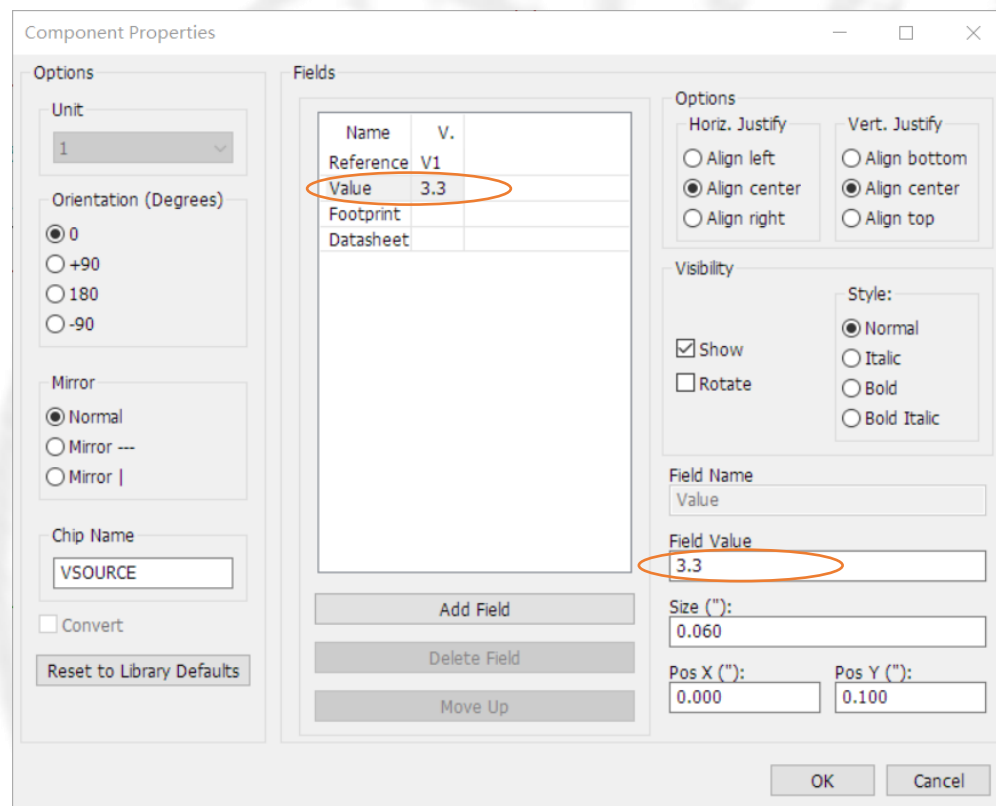 Component Properties
Options
Unit
1
Orientation (Degrees)
0
+90
180
-90
Mirror
Normal
Mirror ---
Mirror |
Chip Name
VSOURCE
Convert
Reset to Library Defaults
Fields
Name V.
Reference V1
Value 3.3
Footprint
Datasheet
Add Field
Delete Field
Move Up
Options
Horiz. Justify
Align left
Align center
Align right
Vert. Justify
Align bottom
Align center
Align top
Visibility
Show
Rotate
Style:
Normal
Italic
Bold
Bold Italic
Field Name
Value
Field Value
3.3
Size ("):
0.060
Pos X ("):
0.000
Pos Y ("):
0.100
OK
Cancel